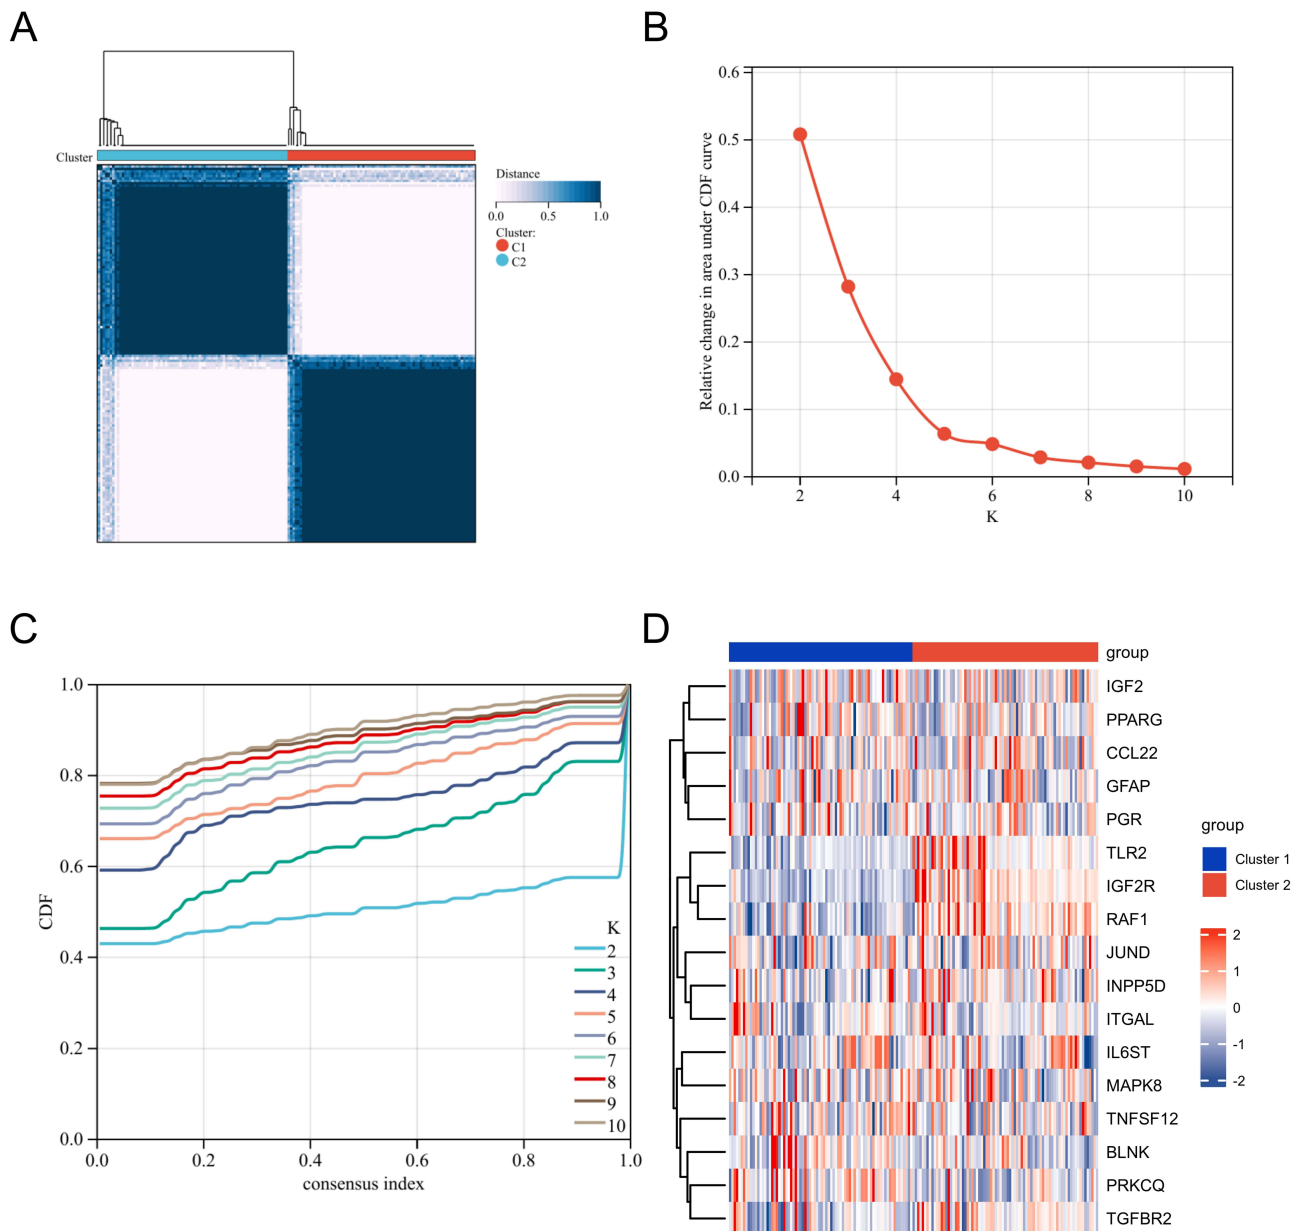 A
Cluster
Distance
0.0 0.5 1.0
Cluster:
C1
C2
B
Relative change in area under CDF curve
0.6
0.5
0.4
0.3
0.2
0.1
0.0
2 4 6 8 10
K
C
CDF
1.0
0.8
0.6
0.4
0.2
0.0
0.0 0.2 0.4 0.6 0.8 1.0
consensus index
K
2
3
4
5
6
7
8
9
10
D
group
IGF2
PPARG
CCL22
GFAP
PGR
TLR2
IGF2R
RAF1
JUND
INPP5D
ITGAL
IL6ST
MAPK8
TNFSF12
BLNK
PRKCQ
TGFBR2
group
Cluster 1
Cluster 2
2
1
0
-1
-2